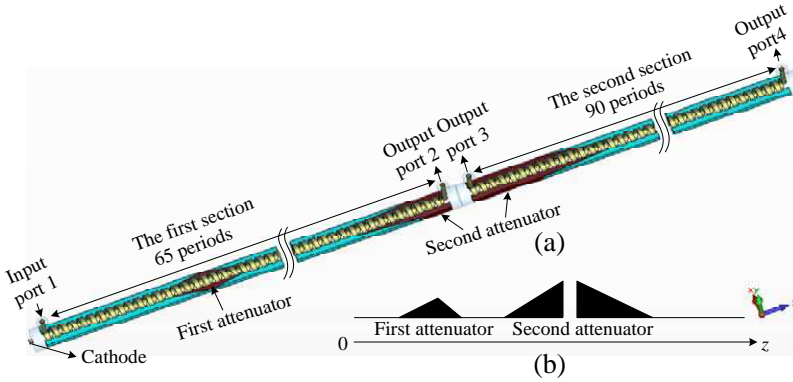 Output
port4
The second section
90 periods
Output Output
port 2 port 3
The first section
65 periods
Second attenuator
(a)
Input
port 1
First attenuator
Cathode
First attenuator Second attenuator
0
z
(b)